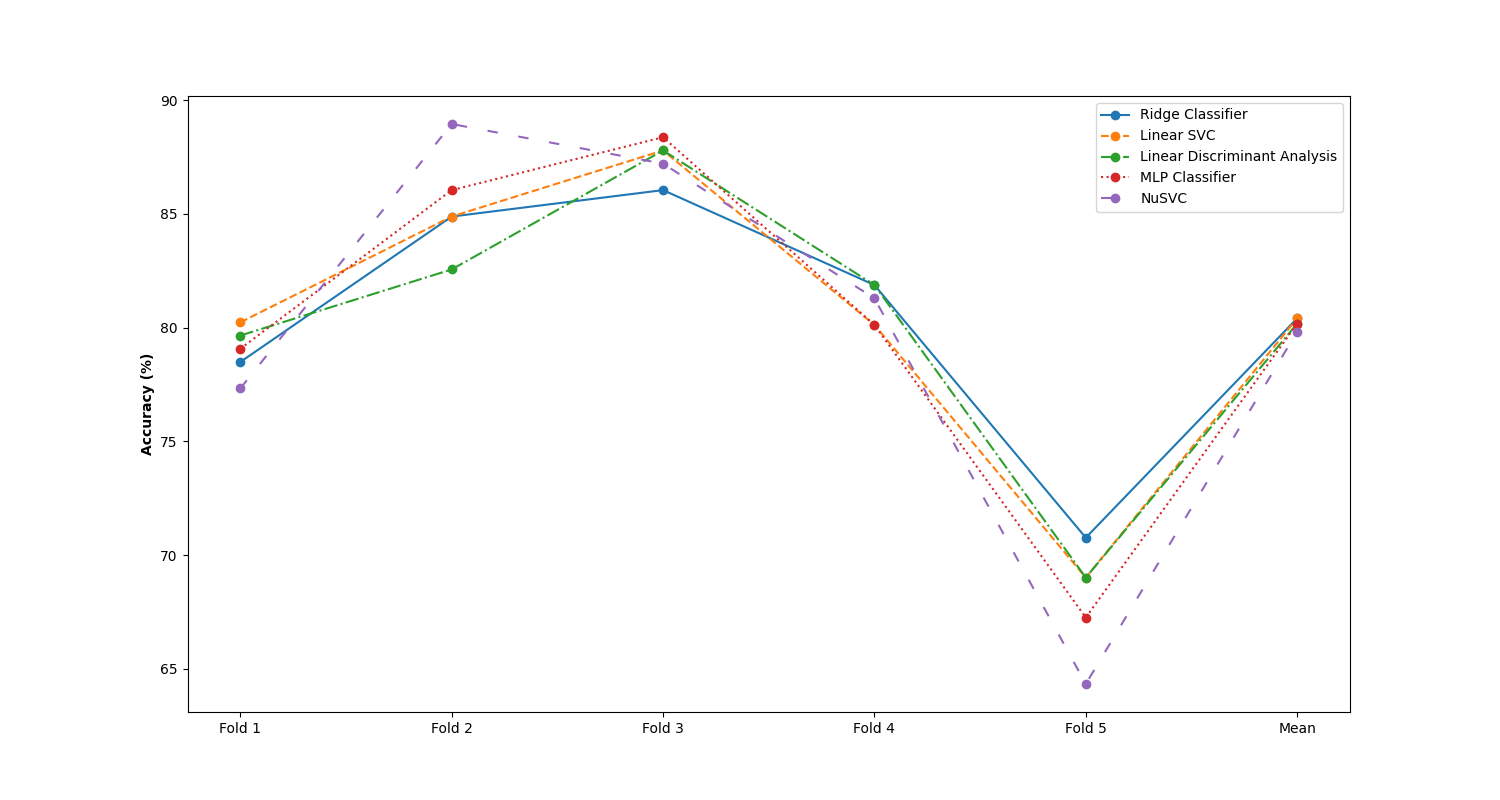 90
85
80
75
70
65
Accuracy (%)
Fold 1
Fold 2
Fold 3
Fold 4
Fold 5
Mean
Ridge Classifier
Linear SVC
Linear Discriminant Analysis
MLP Classifier
NuSVC